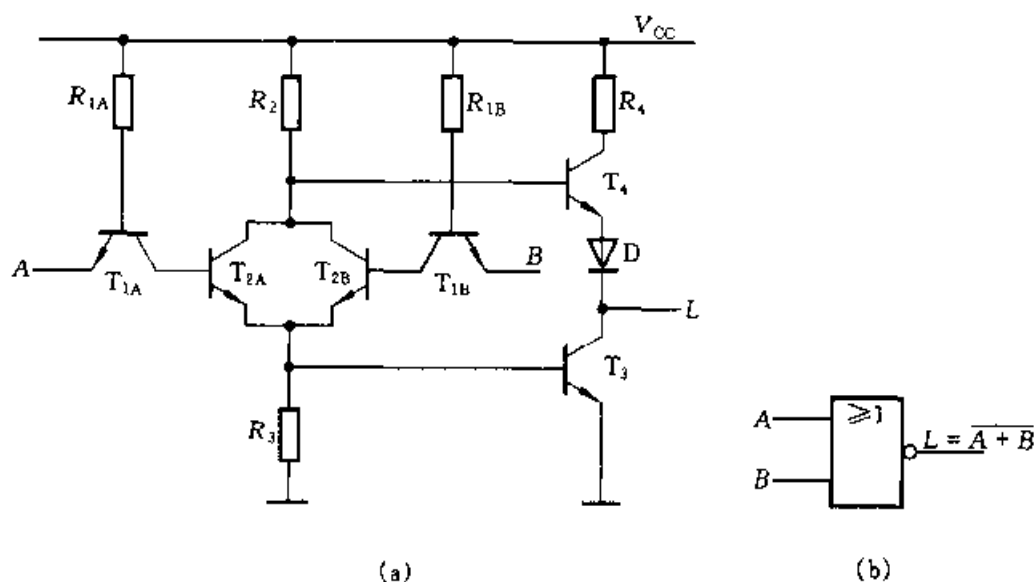 V_CC
R_1A
R_2
R_1B
R_4
T_4
A
T_1A
T_2A
T_2B
T_1B
B
D
L
T_3
R_3
A
B
≥1
L = \overline{A + B}
(a)
(b)